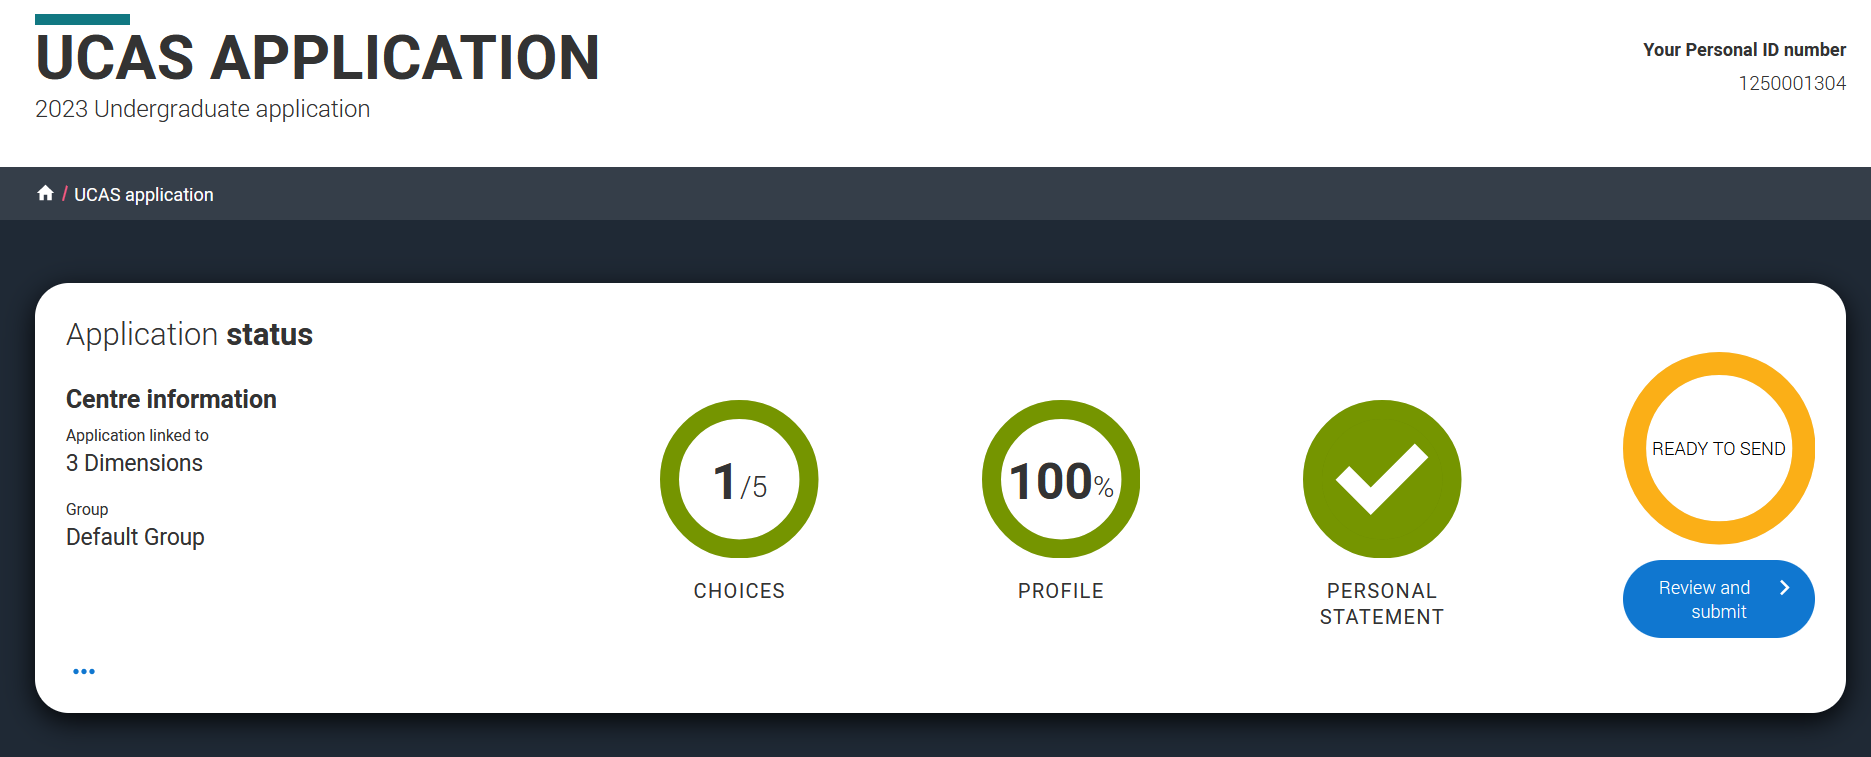 UCAS APPLICATION
2023 Undergraduate application
Your Personal ID number
1250001304
/ UCAS application
Application status
Centre information
Application linked to
3 Dimensions
Group
Default Group
1/5
CHOICES
100%
PROFILE
PERSONAL
STATEMENT
READY TO SEND
Review and
submit